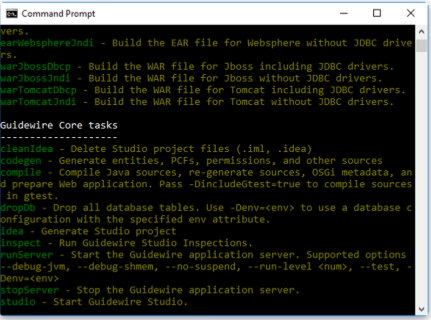 Command Prompt
vers.
earWebsphereJndi - Build the EAR file for Websphere without JDBC drive
rs.
warJbossDbcp - Build the WAR file for Jboss including JDBC drivers.
warJbossJndi - Build the WAR file for Jboss without JDBC drivers.
warTomcatDbcp - Build the WAR file for Tomcat including JDBC drivers.
warTomcatJndi - Build the WAR file for Tomcat without JDBC drivers.
Guidewire Core tasks
--------------------
cleanIdea - Delete Studio project files (.iml, .idea)
codegen - Generate entities, PCFs, permissions, and other sources
compile - Compile Java sources, re-generate sources, OSGi metadata, an
d prepare Web application. Pass -DincludeGtest=true to compile sources
in gtest.
dropDb - Drop all database tables. Use -Denv=<env> to use a database c
onfiguration with the specified env attribute.
idea - Generate Studio project
inspect - Run Guidewire Studio Inspections.
runServer - Start the Guidewire application server. Supported options
--debug-jvm, --debug-shmem, --no-suspend, --run-level <num>, --test, -
Denv=<env>
stopServer - Stop the Guidewire application server.
studio - Start Guidewire Studio.